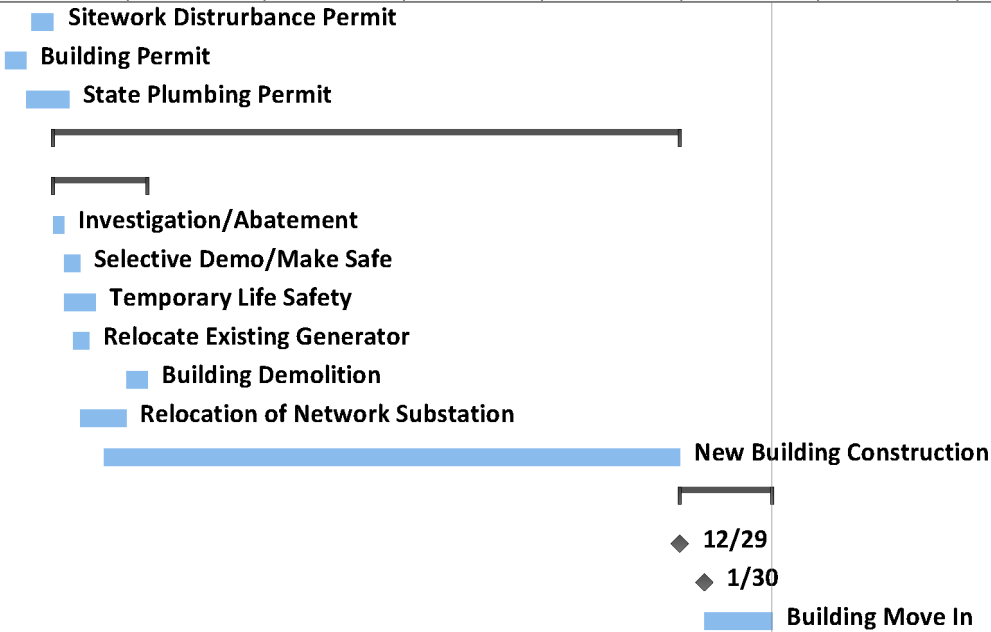 Sitework Distrurbance Permit
Building Permit
State Plumbing Permit
Investigation/Abatement
Selective Demo/Make Safe
Temporary Life Safety
Relocate Existing Generator
Building Demolition
Relocation of Network Substation
New Building Construction
12/29
1/30
Building Move In